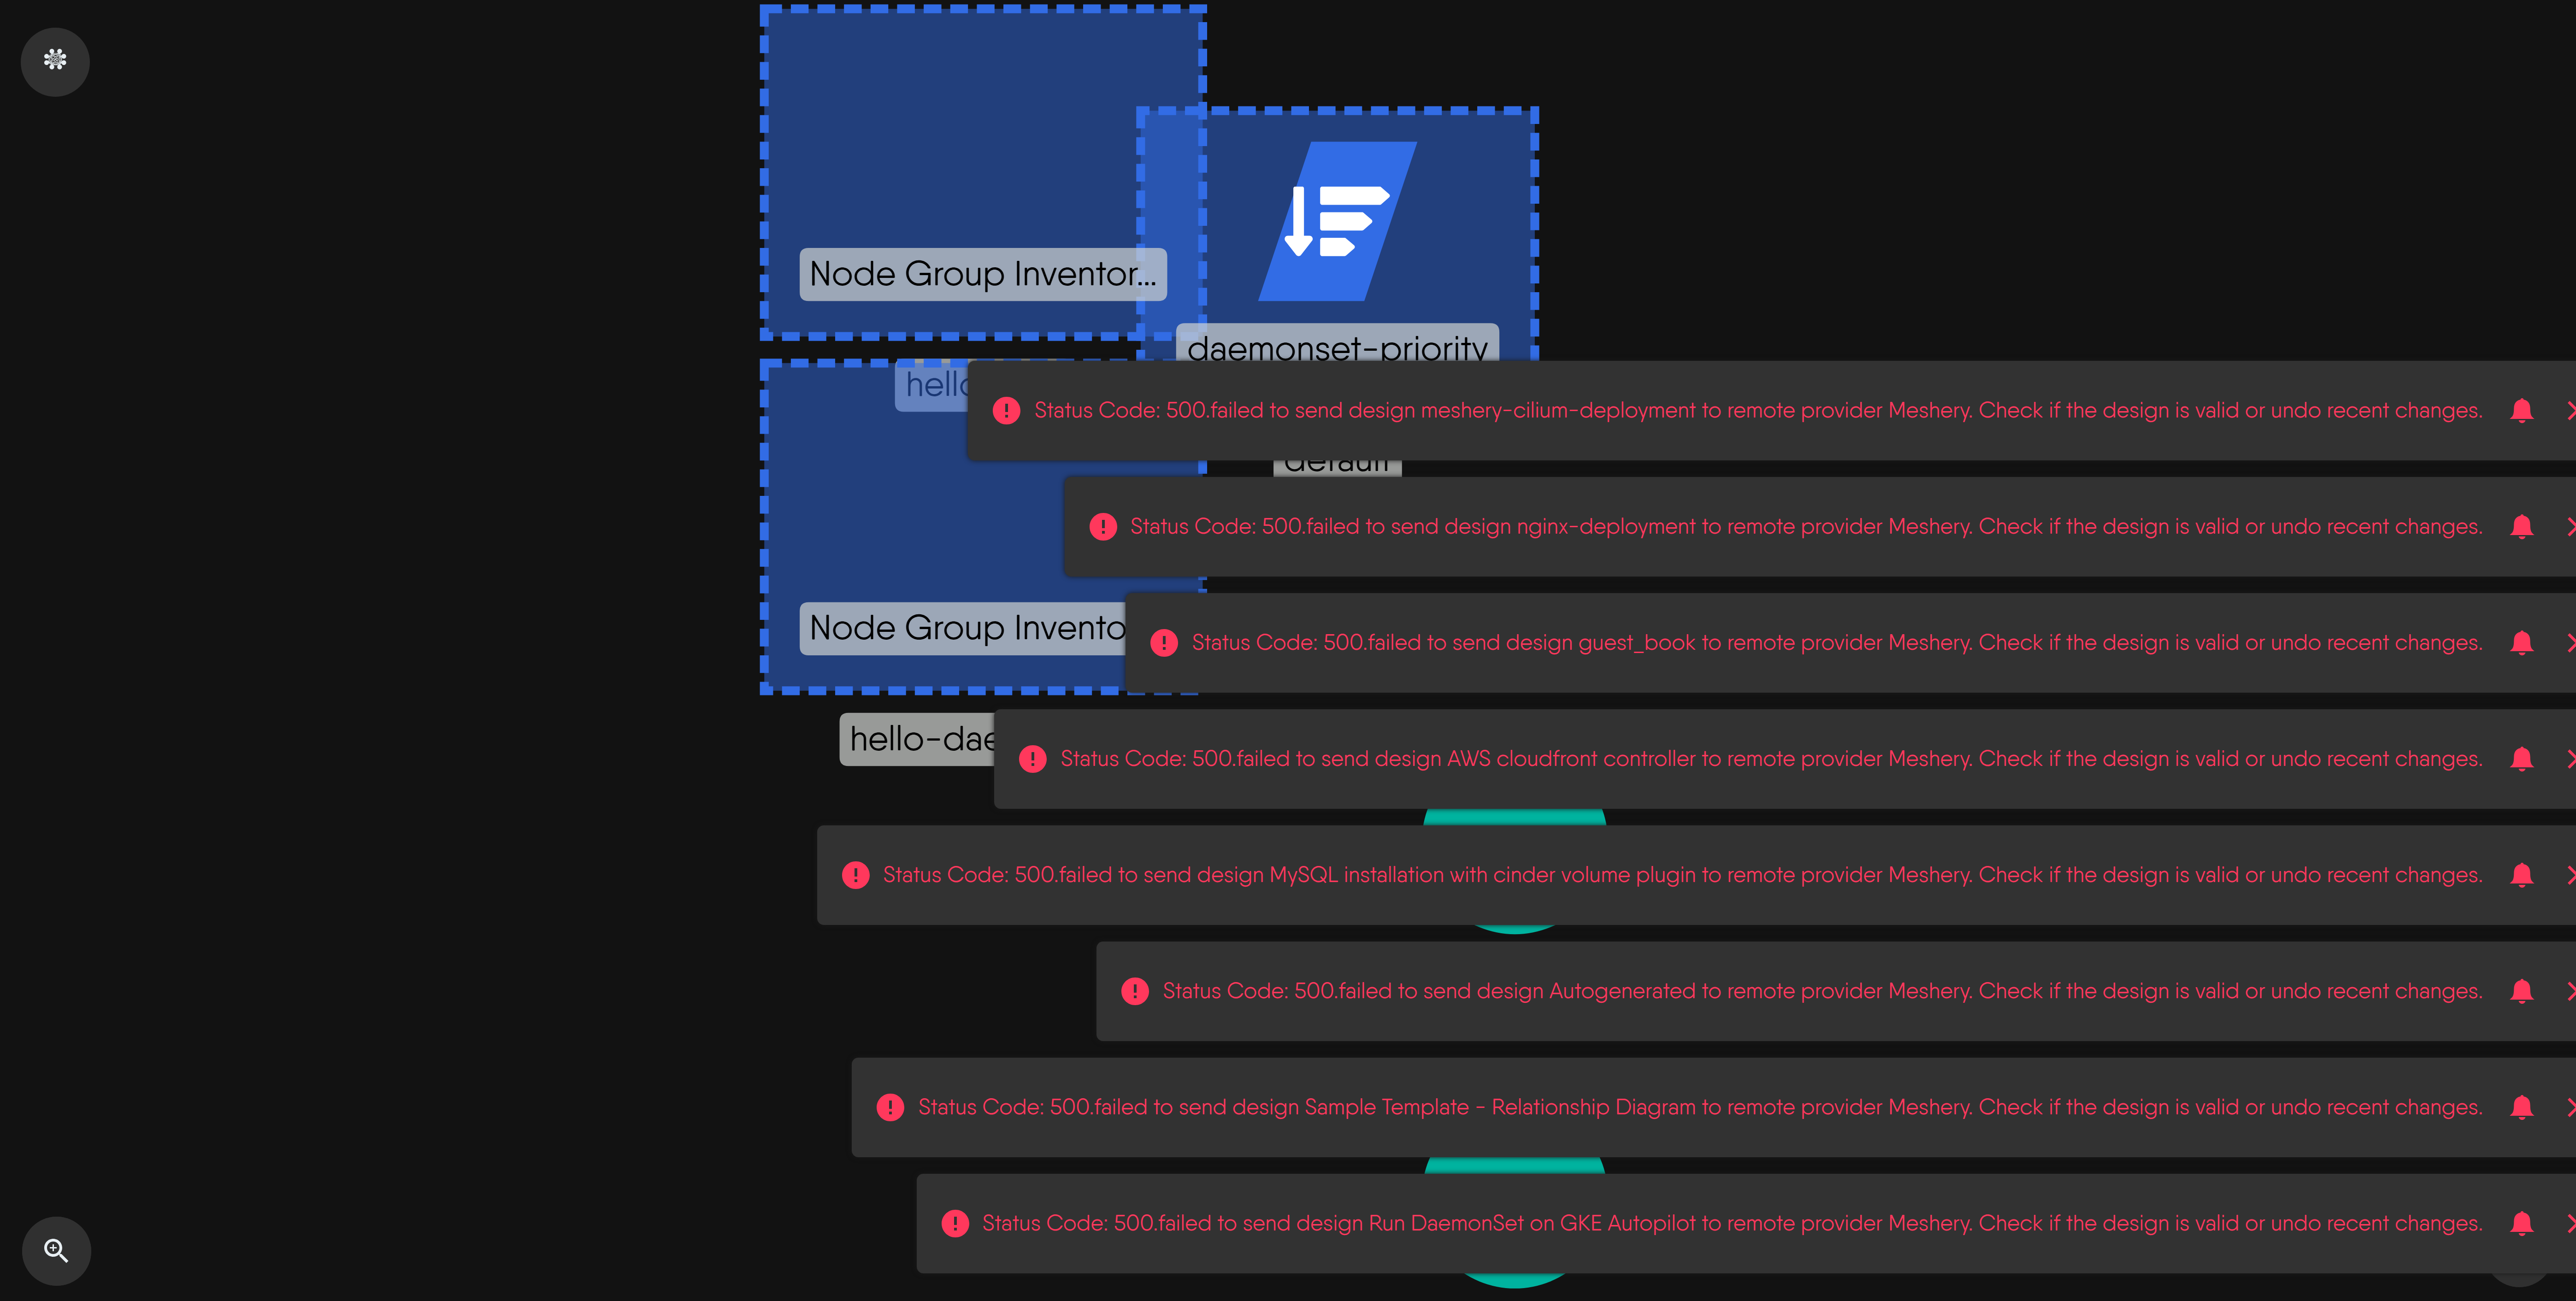 Node Group Inventor...
daemonset-priority
hello
Status Code: 500.failed to send design meshery-cilium-deployment to remote provider Meshery. Check if the design is valid or undo recent changes.
default
Status Code: 500.failed to send design nginx-deployment to remote provider Meshery. Check if the design is valid or undo recent changes.
Node Group Invento
Status Code: 500.failed to send design guest_book to remote provider Meshery. Check if the design is valid or undo recent changes.
hello-dae
Status Code: 500.failed to send design AWS cloudfront controller to remote provider Meshery. Check if the design is valid or undo recent changes.
Status Code: 500.failed to send design MySQL installation with cinder volume plugin to remote provider Meshery. Check if the design is valid or undo recent changes.
Status Code: 500.failed to send design Autogenerated to remote provider Meshery. Check if the design is valid or undo recent changes.
Status Code: 500.failed to send design Sample Template - Relationship Diagram to remote provider Meshery. Check if the design is valid or undo recent changes.
Status Code: 500.failed to send design Run DaemonSet on GKE Autopilot to remote provider Meshery. Check if the design is valid or undo recent changes.